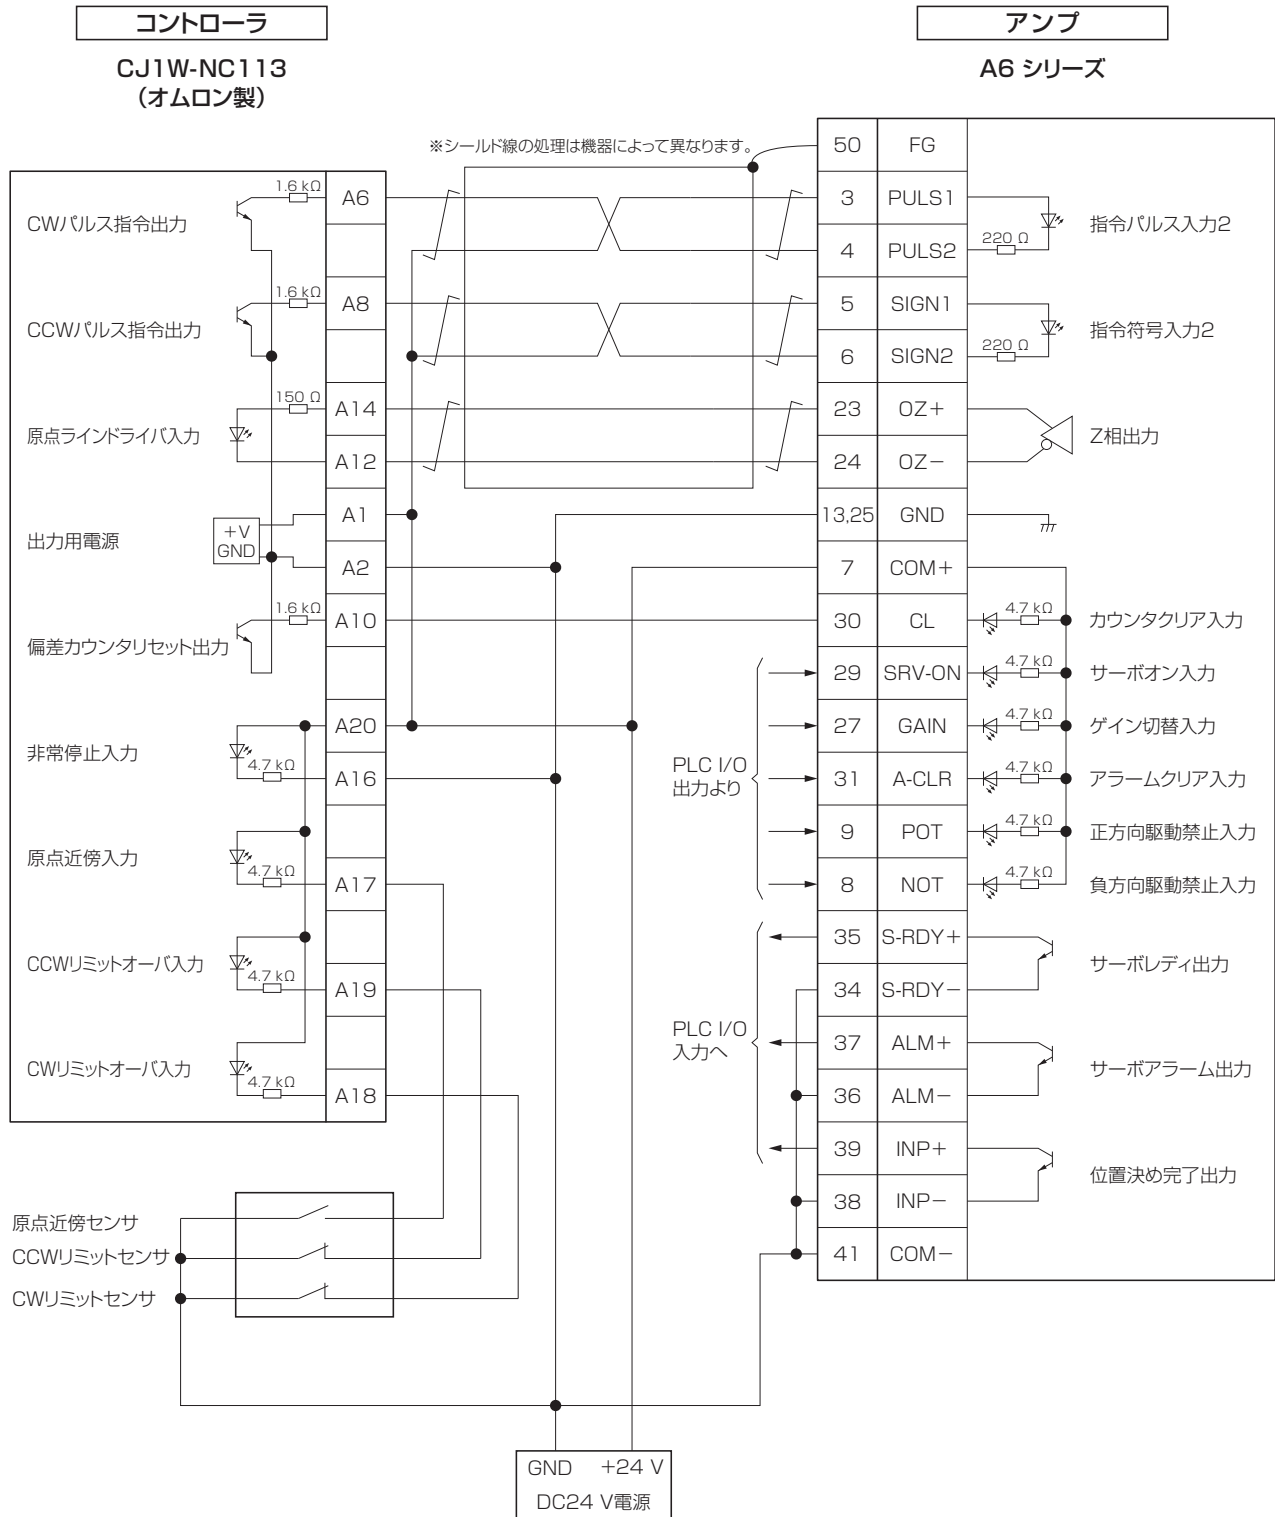 コントローラ
アンプ
CJ1W-NC113
（オムロン製）
A6 シリーズ
※シールド線の処理は機器によって異なります。
50 FG
CWパルス指令出力
1.6 kΩ
A6
3 PULS1
4 PULS2
220 Ω
指令パルス入力2
CCWパルス指令出力
1.6 kΩ
A8
5 SIGN1
6 SIGN2
220 Ω
指令符号入力2
原点ラインドライバ入力
150 Ω
A14
A12
23 OZ+
24 OZ−
Z相出力
出力用電源
+V
GND
A1
A2
13,25 GND
7 COM+
偏差カウンタリセット出力
1.6 kΩ
A10
30 CL
4.7 kΩ
カウンタクリア入力
29 SRV-ON
4.7 kΩ
サーボオン入力
非常停止入力
4.7 kΩ
A20
A16
PLC I/O
出力より
27 GAIN
4.7 kΩ
ゲイン切替入力
31 A-CLR
4.7 kΩ
アラームクリア入力
原点近傍入力
4.7 kΩ
A17
9 POT
4.7 kΩ
正方向駆動禁止入力
8 NOT
4.7 kΩ
負方向駆動禁止入力
CCWリミットオーバ入力
4.7 kΩ
A19
35 S-RDY+
34 S-RDY−
サーボレディ出力
CWリミットオーバ入力
4.7 kΩ
A18
PLC I/O
入力へ
37 ALM+
36 ALM−
サーボアラーム出力
39 INP+
38 INP−
位置決め完了出力
41 COM−
原点近傍センサ
CCWリミットセンサ
CWリミットセンサ
GND +24 V
DC24 V電源